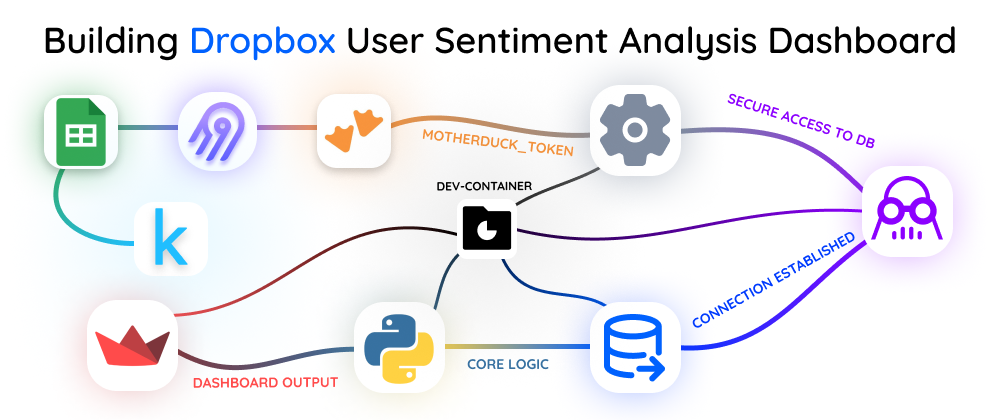 Building Dropbox User Sentiment Analysis Dashboard
SECURE ACCESS TO DB
MOTHERDUCK_TOKEN
DEV-CONTAINER
k
CONNECTION ESTABLISHED
CORE LOGIC
DASHBOARD OUTPUT